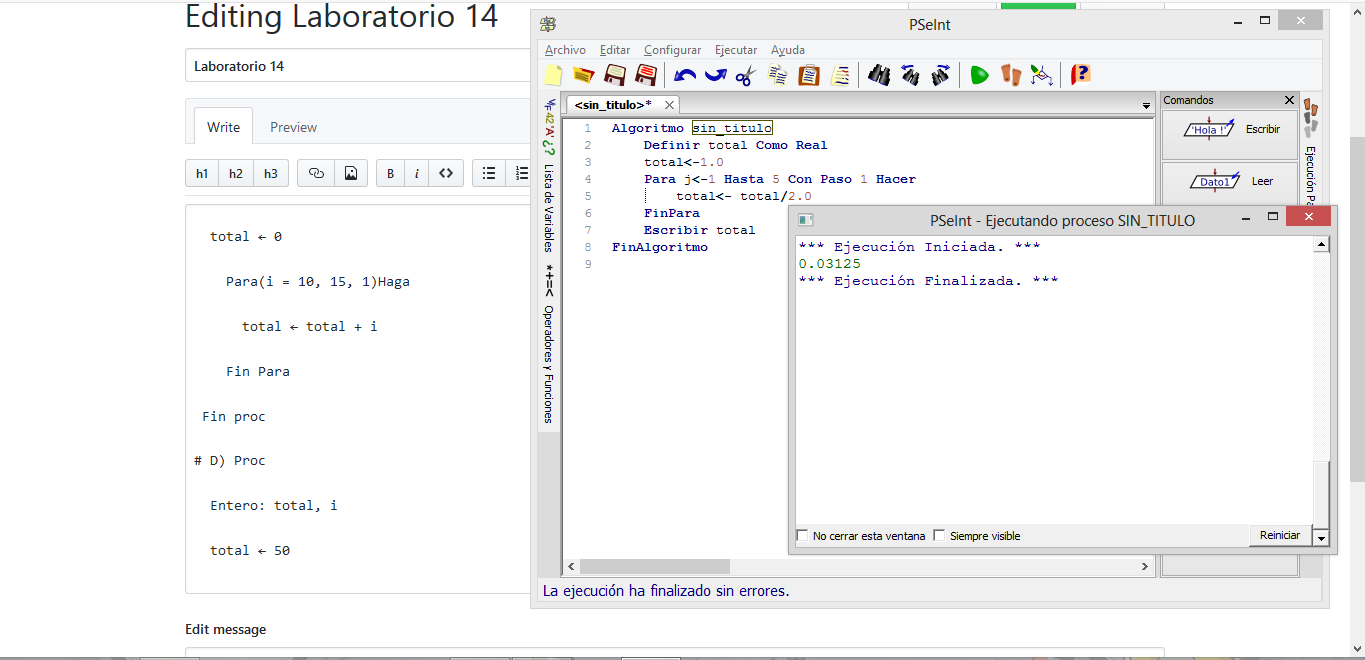 Editing Laboratorio 14
Laboratorio 14
Write Preview
h1 h2 h3 B i <>
total ← 0
Para(i = 10, 15, 1)Haga
total ← total + i
Fin Para
Fin proc
# D) Proc
Entero: total, i
total ← 50
Edit message
PSeInt
Archivo Editar Configurar Ejecutar Ayuda
<sin_titulo>*
1 Algoritmo sin_titulo
2 Definir total Como Real
3 total<-1.0
4 Para j<-1 Hasta 5 Con Paso 1 Hacer
5 total<- total/2.0
6 FinPara
7 Escribir total
8 FinAlgoritmo
9
Lista de Variables
Operadores y Funciones
Comandos
'Hola !' Escribir
Dato1 Leer
Ejecución Pa
PSeInt - Ejecutando proceso SIN_TITULO
*** Ejecución Iniciada. ***
0.03125
*** Ejecución Finalizada. ***
No cerrar esta ventana Siempre visible Reiniciar
La ejecución ha finalizado sin errores.